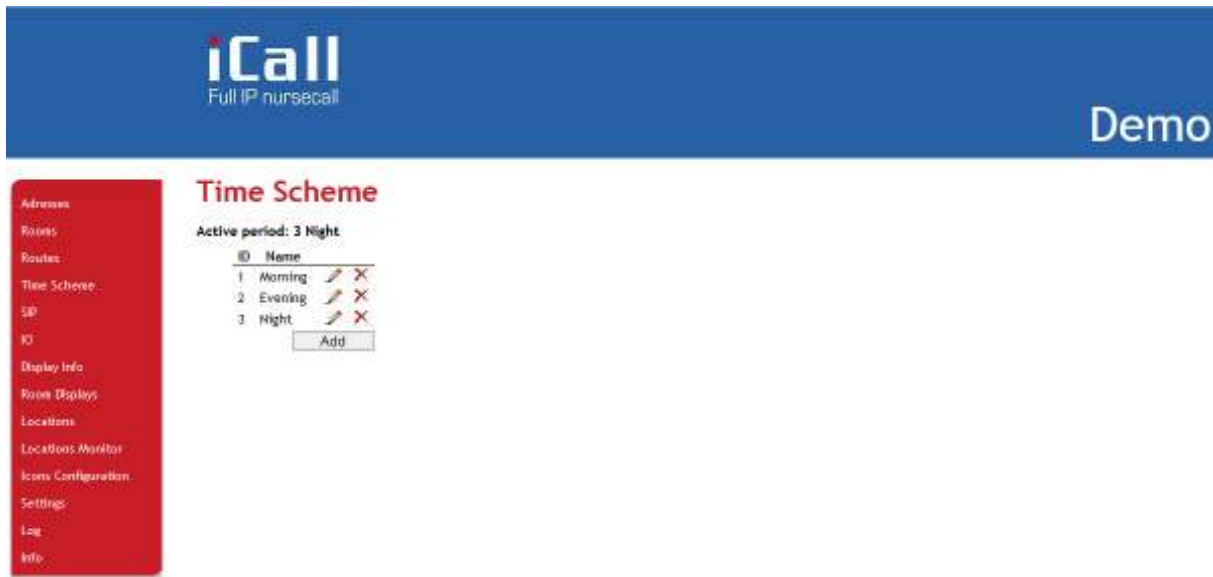 iCall
Full IP nursecall
Demo
Adresses
Rooms
Routes
Time Scheme
SIP
IO
Display Info
Room Displays
Locations
Locations Monitor
Icons Configuration
Settings
Log
Info
Time Scheme
Active period: 3 Night
ID Name
1 Morning
2 Evening
3 Night
Add